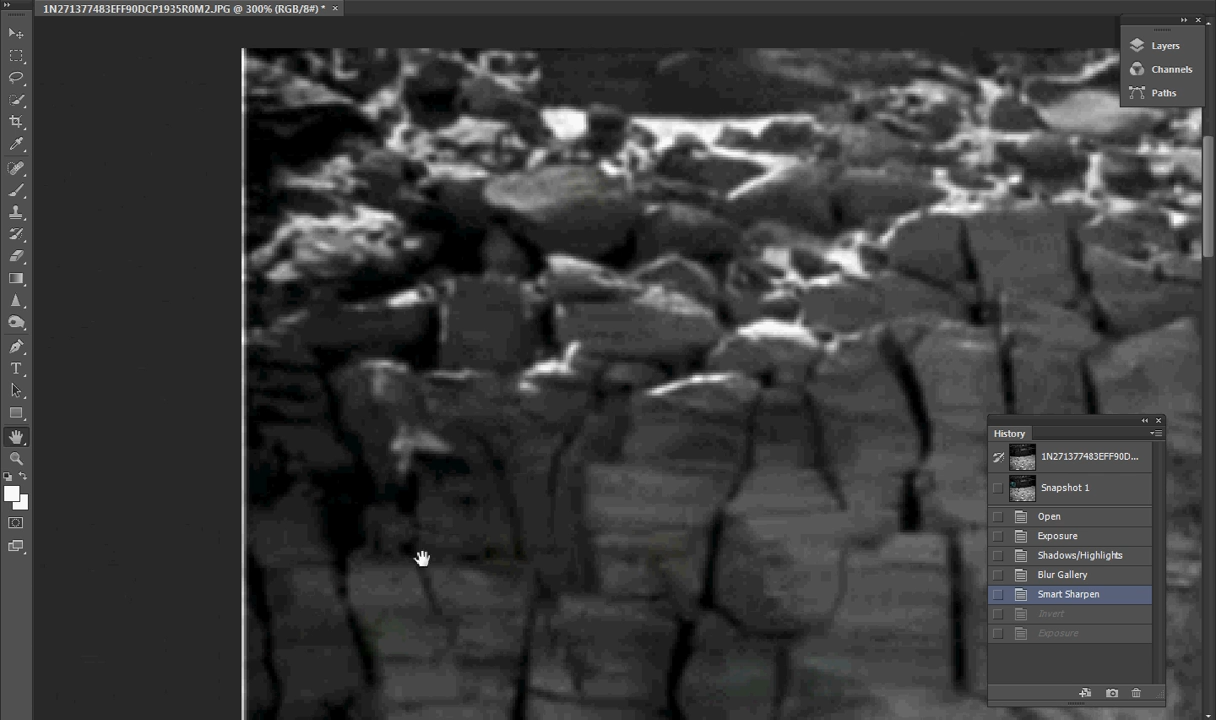 1N271377483EFF90DCP1935R0M2.JPG @ 300% (RGB/8#) * ×
Layers
Channels
Paths
History
1N271377483EFF90D...
Snapshot 1
Open
Exposure
Shadows/Highlights
Blur Gallery
Smart Sharpen
Invert
Exposure